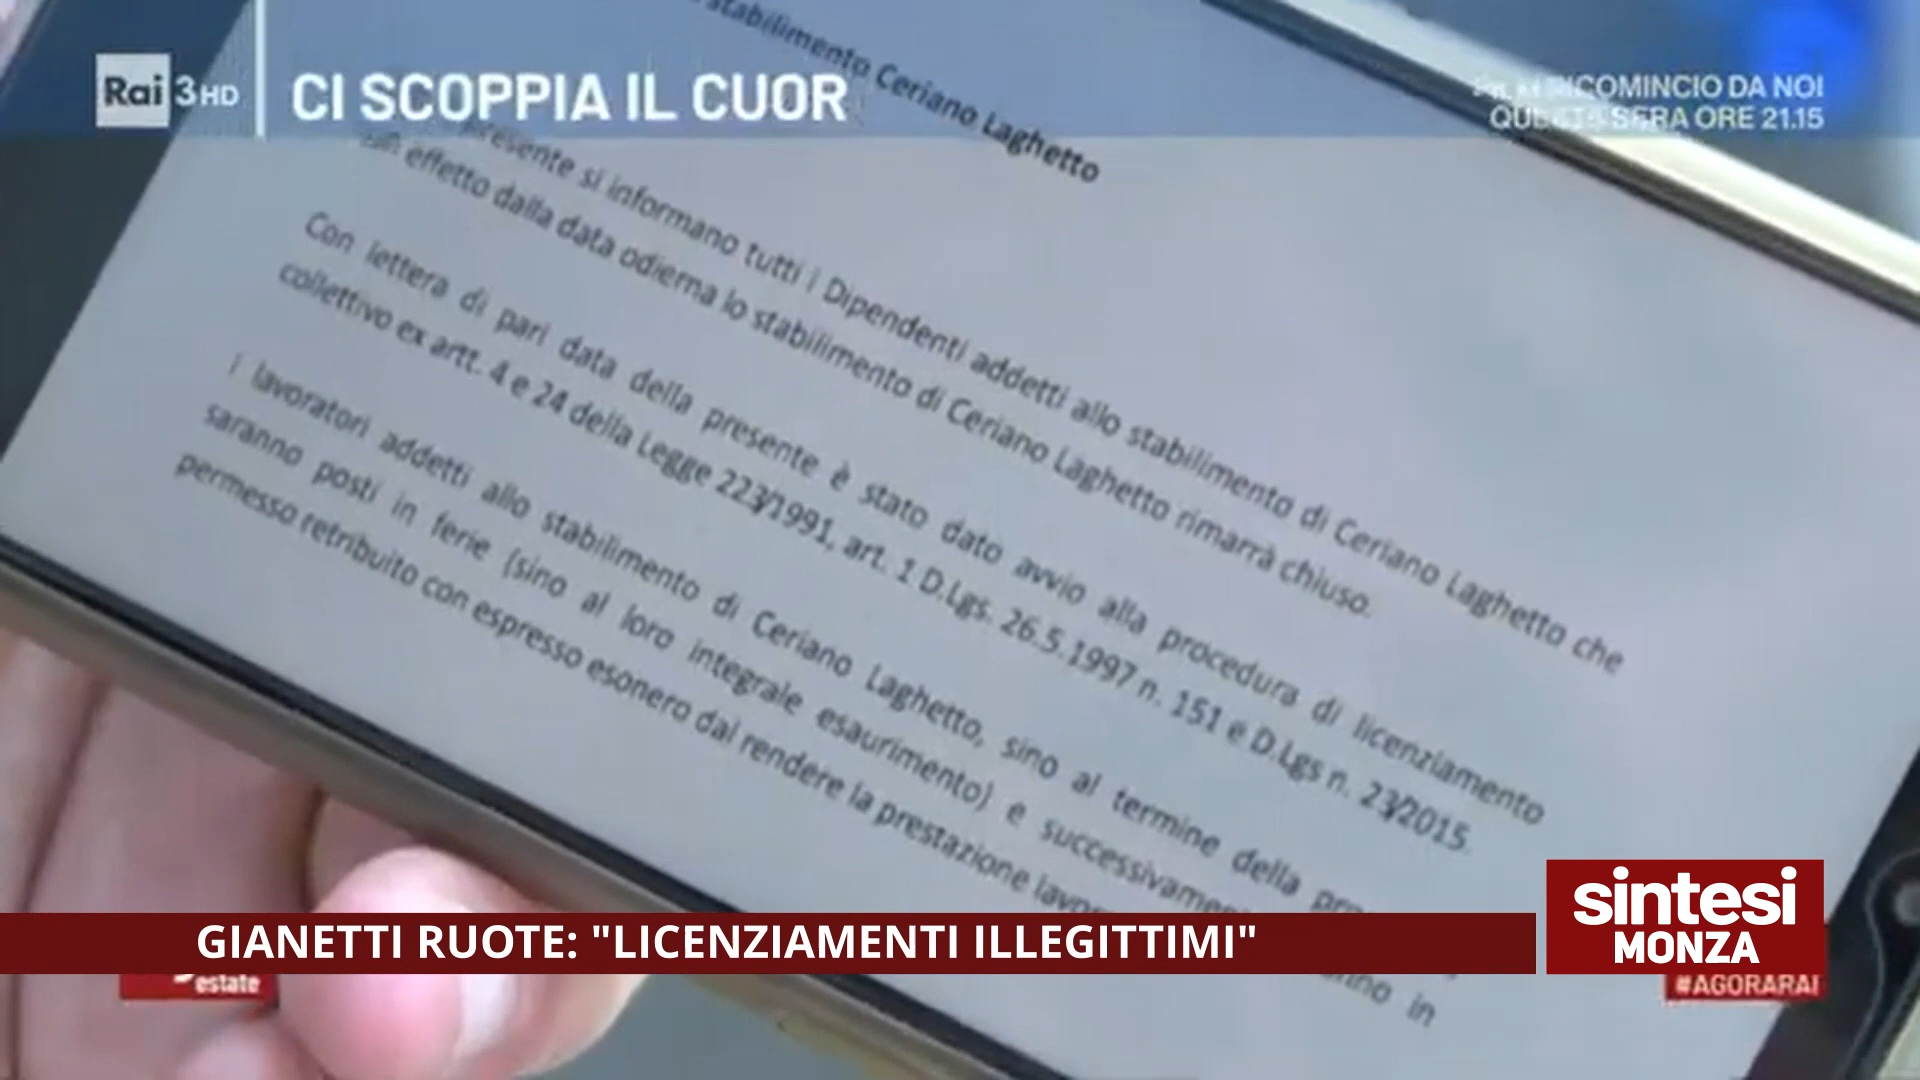 Rai 3HD
CI SCOPPIA IL CUOR
RICOMINCIO DA NOI
QUESTA SERA ORE 21.15
stabilimento Ceriano Laghetto
presente si informano tutti i Dipendenti addetti allo stabilimento di Ceriano Laghetto che
effetto dalla data odierna lo stabilimento di Ceriano Laghetto rimarrà chiuso.
Con lettera di pari data della presente è stato dato avvio alla procedura di licenziamento
collettivo ex artt. 4 e 24 della Legge 223/1991, art. 1 D.Lgs. 26.5.1997 n. 151 e D.Lgs n. 23/2015.
I lavoratori addetti allo stabilimento di Ceriano Laghetto, sino al termine della
saranno posti in ferie (sino al loro integrale esaurimento) e in
permesso retribuito con espresso esonero dal rendere la prestazione
GIANETTI RUOTE: "LICENZIAMENTI ILLEGITTIMI"
sintesi
MONZA
estate
#AGORARAI